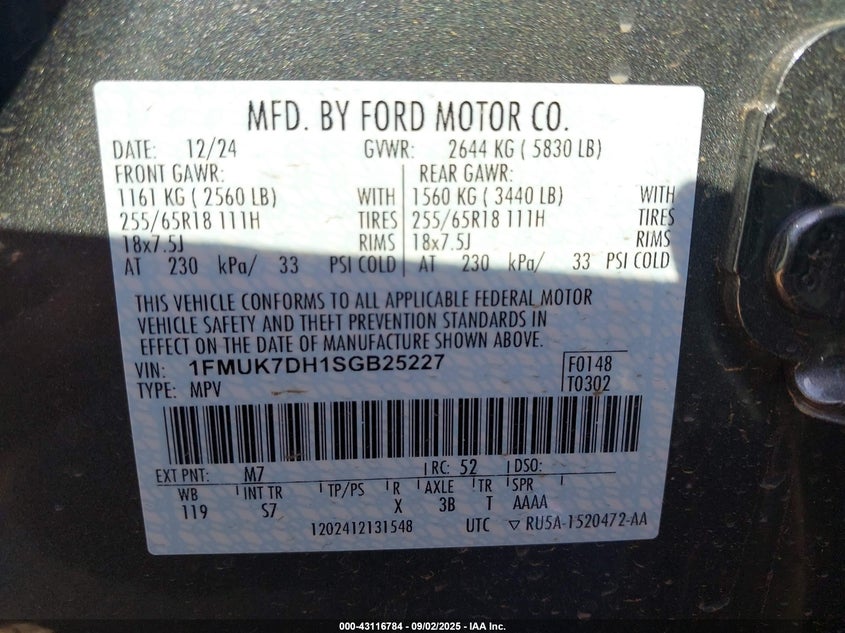 MFD. BY FORD MOTOR CO.
DATE: 12/24 GVWR: 2644 KG ( 5830 LB)
FRONT GAWR: REAR GAWR:
1161 KG ( 2560 LB) WITH 1560 KG ( 3440 LB) WITH
255/65R18 111H TIRES 255/65R18 111H TIRES
18x7.5J RIMS 18x7.5J RIMS
AT 230 kPa/ 33 PSI COLD AT 230 kPa/ 33 PSI COLD
THIS VEHICLE CONFORMS TO ALL APPLICABLE FEDERAL MOTOR
VEHICLE SAFETY AND THEFT PREVENTION STANDARDS IN
EFFECT ON THE DATE OF MANUFACTURE SHOWN ABOVE.
VIN: 1FMUK7DH1SGB25227 F0148
TYPE: MPV T0302
EXT PNT: M7 RC: 52 DSO:
WB INT TR TP/PS R AXLE TR SPR
119 S7 X 3B T AAAA
1202412131548 UTC ▽ RU5A-1520472-AA
000-43116784 - 09/02/2025 - IAA Inc.